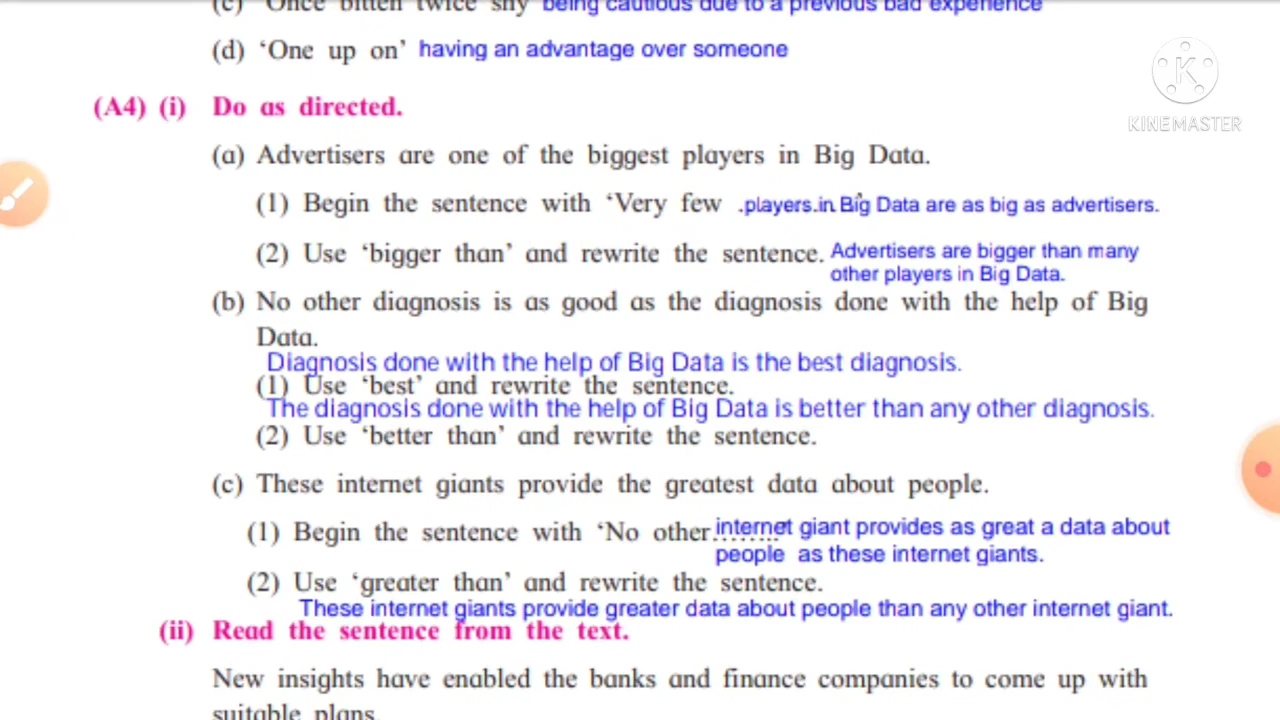 (c) ‘Once bitten twice shy being cautious due to a previous bad experience
(d) ‘One up on’ having an advantage over someone
KINEMASTER
(A4) (i) Do as directed.
(a) Advertisers are one of the biggest players in Big Data.
(1) Begin the sentence with ‘Very few .players.in Big Data are as big as advertisers.
(2) Use ‘bigger than’ and rewrite the sentence. Advertisers are bigger than many
other players in Big Data.
(b) No other diagnosis is as good as the diagnosis done with the help of Big
Data.
Diagnosis done with the help of Big Data is the best diagnosis.
(1) Use ‘best’ and rewrite the sentence.
The diagnosis done with the help of Big Data is better than any other diagnosis.
(2) Use ‘better than’ and rewrite the sentence.
(c) These internet giants provide the greatest data about people.
(1) Begin the sentence with ‘No other........’ internet giant provides as great a data about
people as these internet giants.
(2) Use ‘greater than’ and rewrite the sentence.
These internet giants provide greater data about people than any other internet giant.
(ii) Read the sentence from the text.
New insights have enabled the banks and finance companies to come up with
suitable plans.